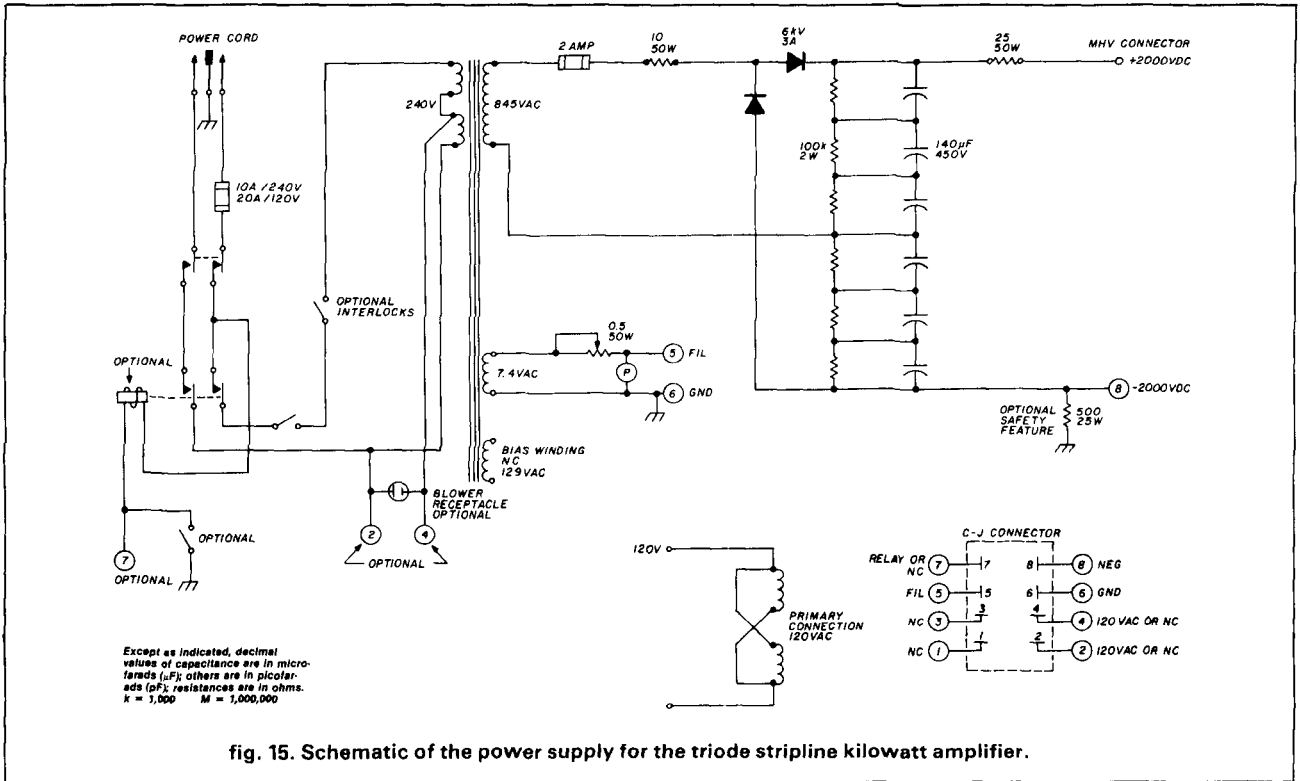 POWER CORD
2 AMP
10
50W
6kV
3A
25
50W
MHV CONNECTOR
+2000VDC
240V
845VAC
10A /240V
20A/120V
100k
2W
140μF
450V
OPTIONAL
INTERLOCKS
OPTIONAL
0.5
50W
5 FIL
7.4VAC
P
6 GND
8 -2000VDC
OPTIONAL
SAFETY
FEATURE
500
25W
BIAS WINDING
NC
129VAC
BLOWER
RECEPTACLE
OPTIONAL
2
4
OPTIONAL
OPTIONAL
7
OPTIONAL
120V
PRIMARY
CONNECTION
120VAC
C-J CONNECTOR
RELAY OR
NC 7 7 8 8 NEG
FIL 5 5 6 6 GND
NC 3 3 4 4 120 VAC OR NC
NC 1 1 2 2 120VAC OR NC
Except as indicated, decimal
values of capacitance are in micro-
farads (μF); others are in picofar-
ads (pF); resistances are in ohms.
k = 1,000 M = 1,000,000
fig. 15. Schematic of the power supply for the triode stripline kilowatt amplifier.